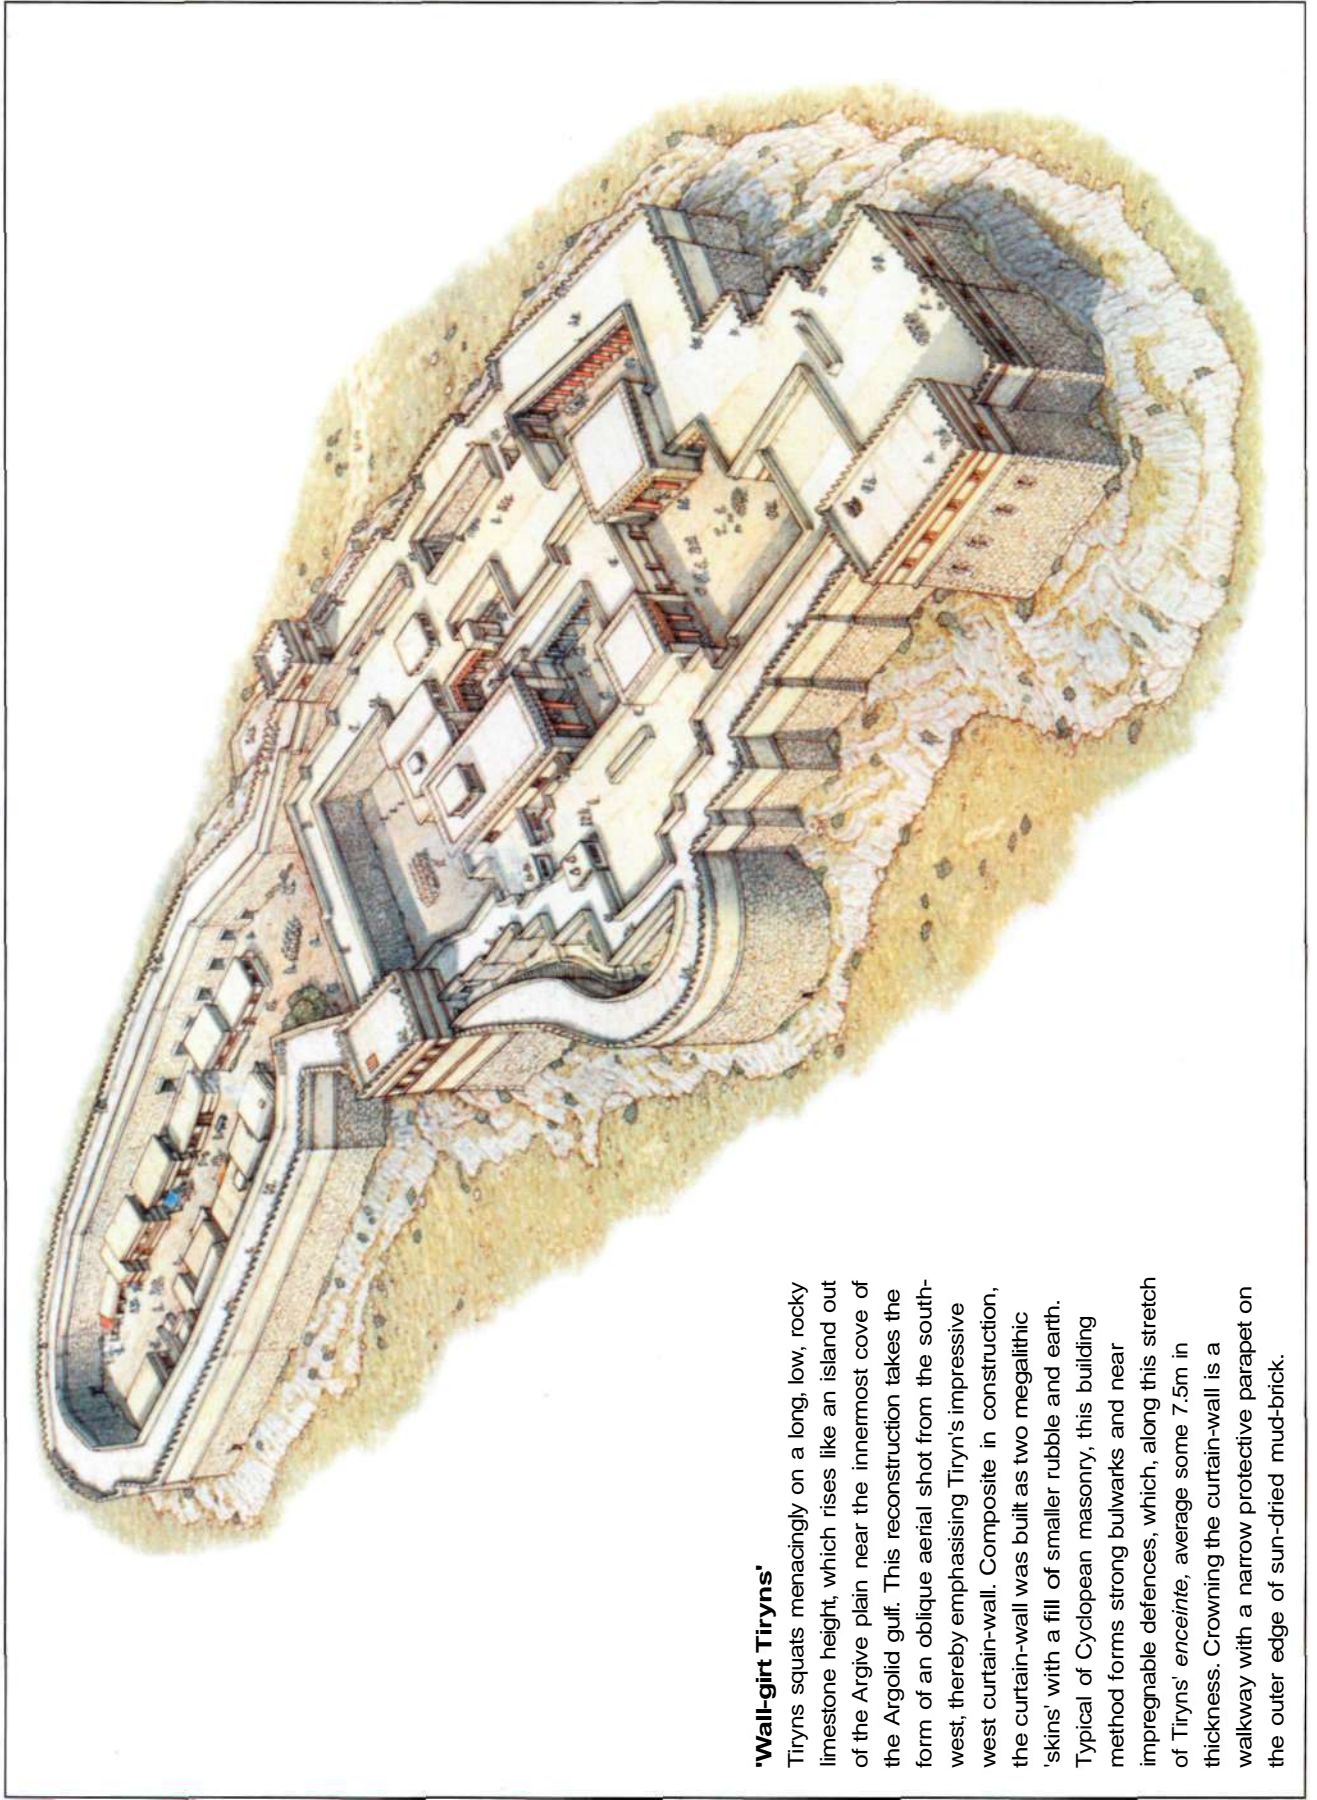 'Wall-girt Tiryns'
Tiryns squats menacingly on a long, low, rocky
limestone height, which rises like an island out
of the Argive plain near the innermost cove of
the Argolid gulf. This reconstruction takes the
form of an oblique aerial shot from the south-
west, thereby emphasising Tiryn's impressive
west curtain-wall. Composite in construction,
the curtain-wall was built as two megalithic
'skins' with a fill of smaller rubble and earth.
Typical of Cyclopean masonry, this building
method forms strong bulwarks and near
impregnable defences, which, along this stretch
of Tiryns' enceinte, average some 7.5m in
thickness. Crowning the curtain-wall is a
walkway with a narrow protective parapet on
the outer edge of sun-dried mud-brick.